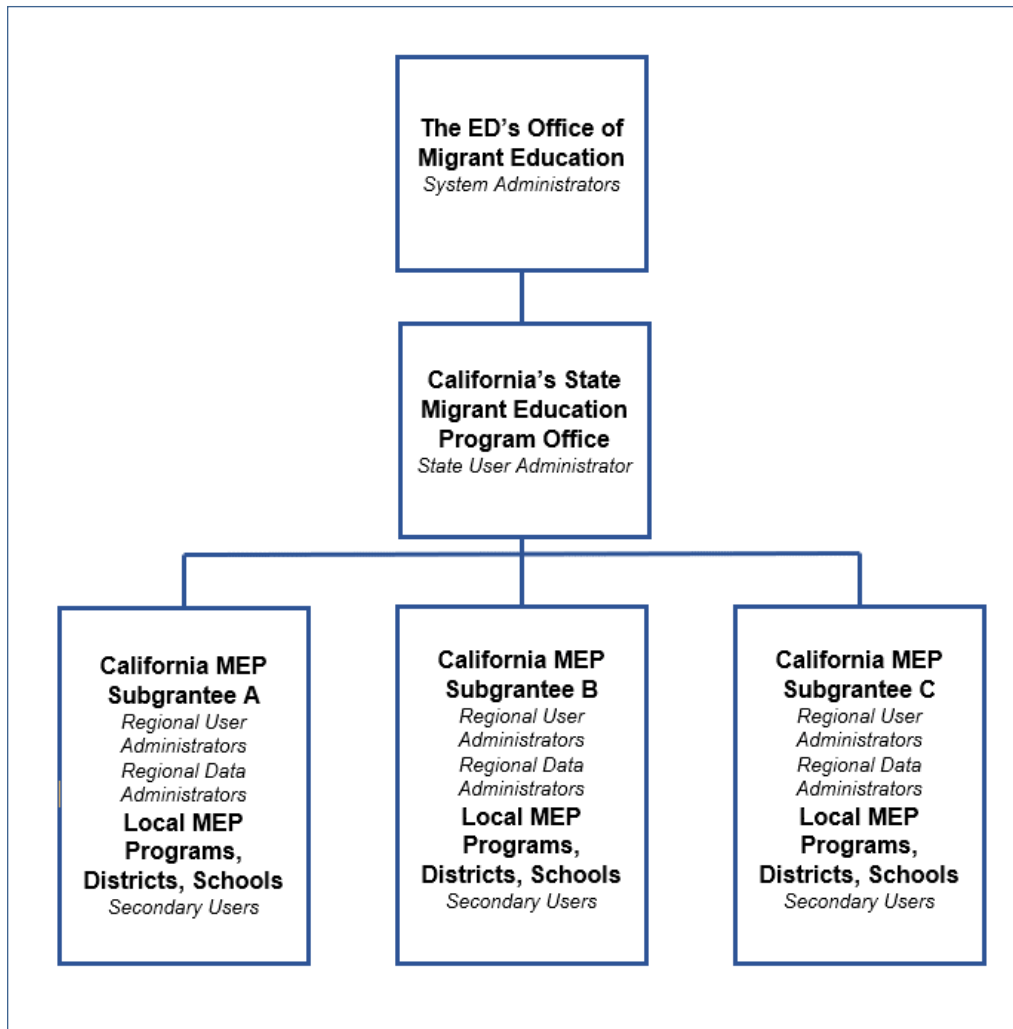 The ED's Office of
Migrant Education
System Administrators
California's State
Migrant Education
Program Office
State User Administrator
California MEP
Subgrantee A
Regional User
Administrators
Regional Data
Administrators
Local MEP
Programs,
Districts, Schools
Secondary Users
California MEP
Subgrantee B
Regional User
Administrators
Regional Data
Administrators
Local MEP
Programs,
Districts, Schools
Secondary Users
California MEP
Subgrantee C
Regional User
Administrators
Regional Data
Administrators
Local MEP
Programs,
Districts, Schools
Secondary Users